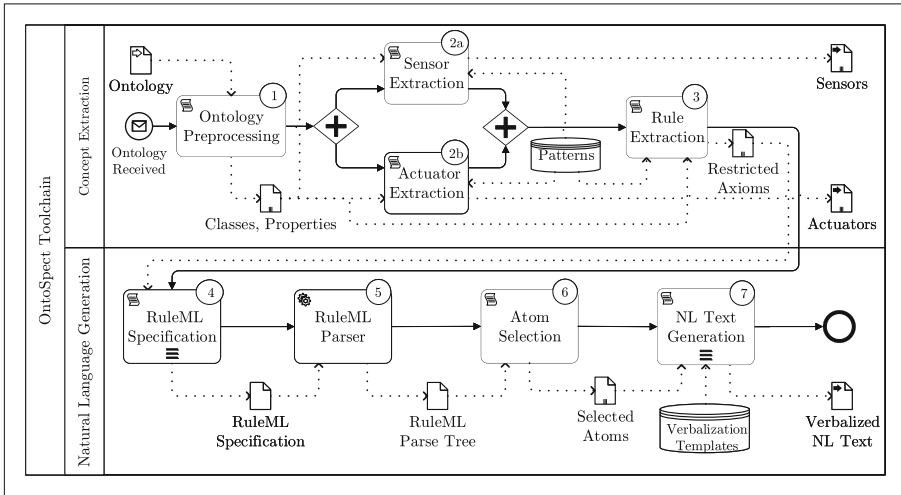 OntoSpect Toolchain
Concept Extraction
Ontology
Ontology
Received
1
Ontology
Preprocessing
Classes, Properties
2a
Sensor
Extraction
2b
Actuator
Extraction
Patterns
3
Rule
Extraction
Restricted
Axioms
Sensors
Actuators
Natural Language Generation
4
RuleML
Specification
RuleML
Specification
5
RuleML
Parser
RuleML
Parse Tree
6
Atom
Selection
Selected
Atoms
7
NL Text
Generation
Verbalization
Templates
Verbalized
NL Text